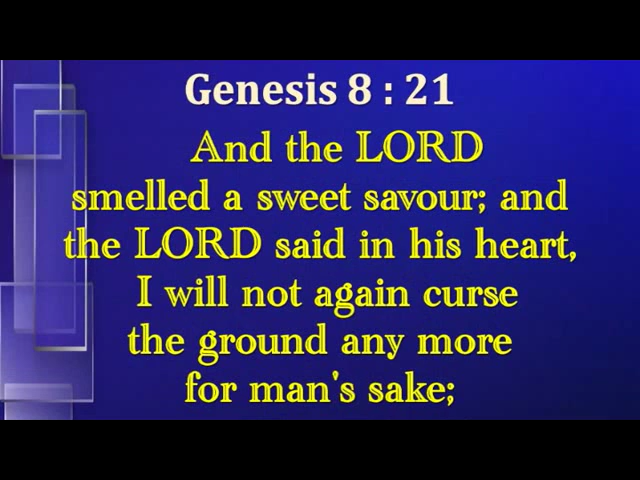 Genesis 8 : 21
And the LORD
smelled a sweet savour; and
the LORD said in his heart,
I will not again curse
the ground any more
for man's sake;